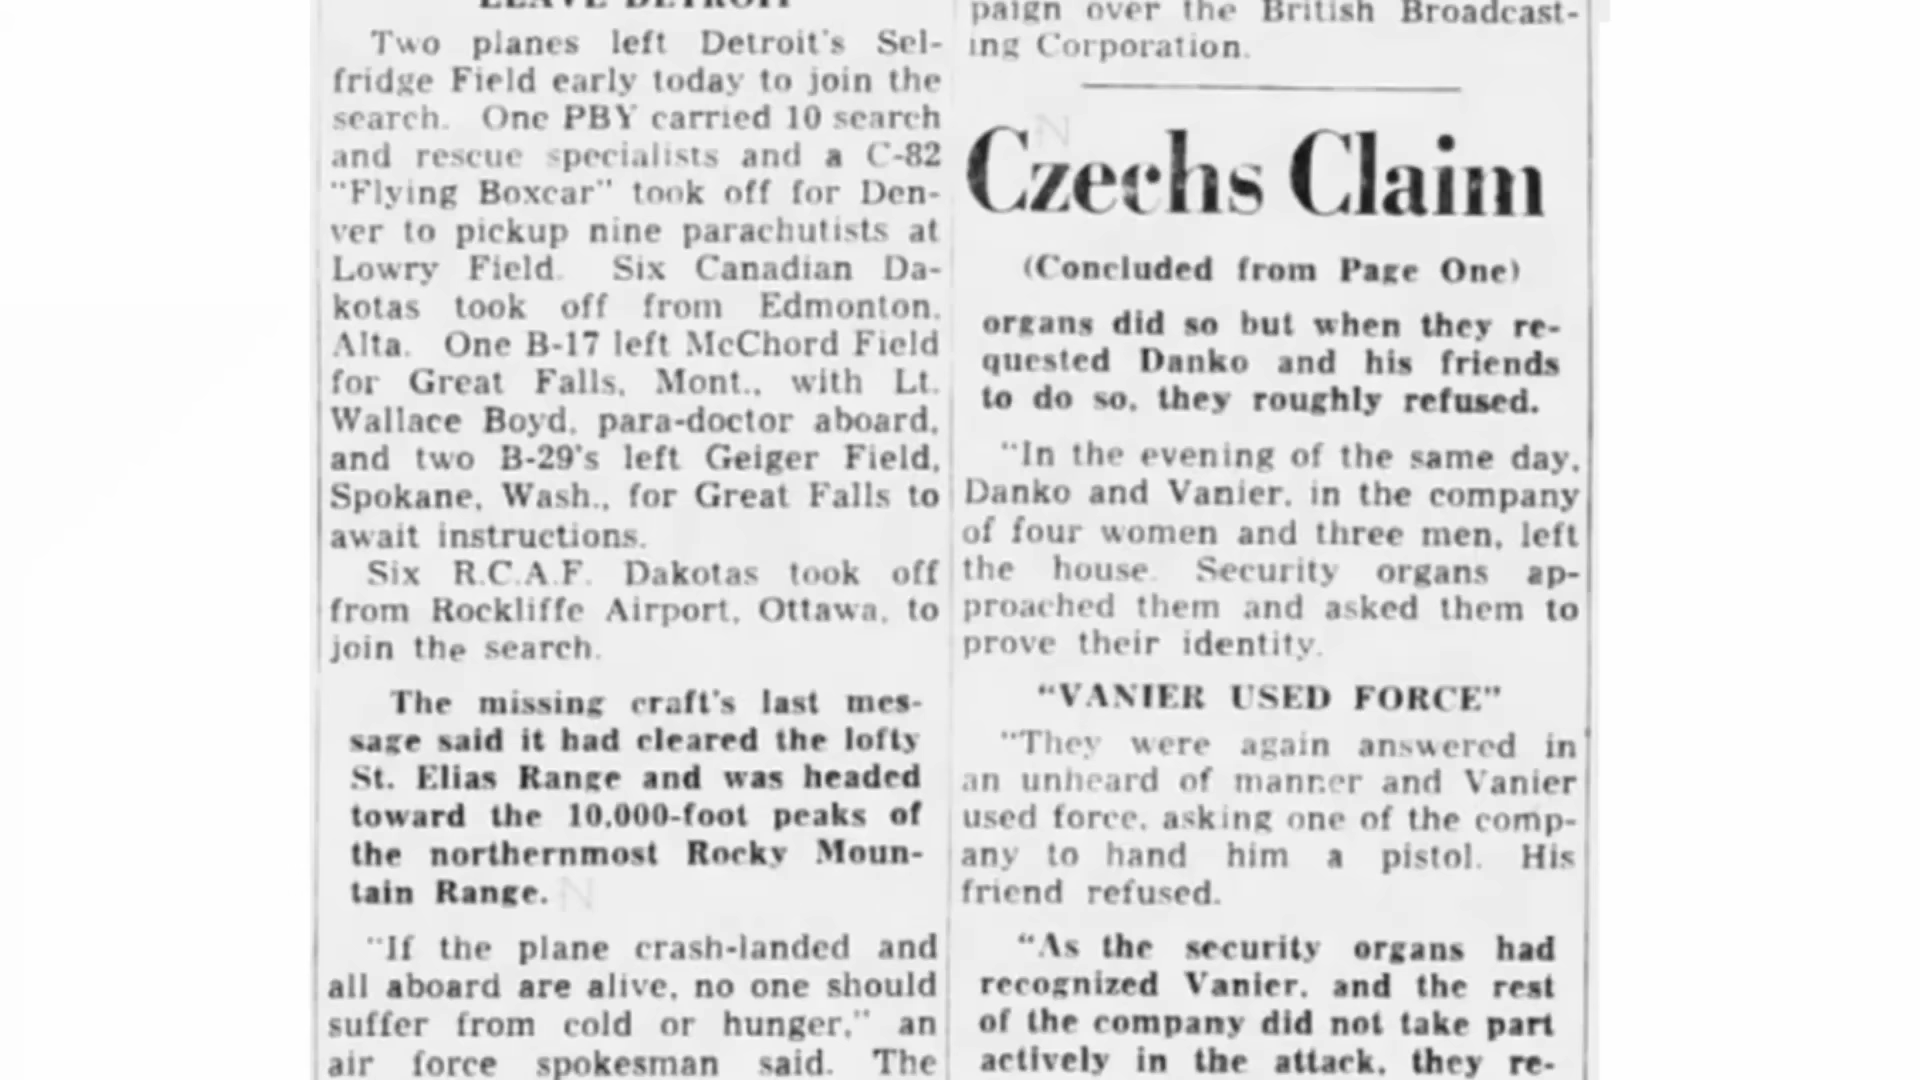 LEAVE DETROIT
Two planes left Detroit's Sel-
fridge Field early today to join the
search. One PBY carried 10 search
and rescue specialists and a C-82
"Flying Boxcar" took off for Den-
ver to pickup nine parachutists at
Lowry Field. Six Canadian Da-
kotas took off from Edmonton,
Alta. One B-17 left McChord Field
for Great Falls, Mont., with Lt.
Wallace Boyd, para-doctor aboard,
and two B-29's left Geiger Field,
Spokane, Wash., for Great Falls to
await instructions.
Six R.C.A.F. Dakotas took off
from Rockliffe Airport, Ottawa, to
join the search.
The missing craft's last mes-
sage said it had cleared the lofty
St. Elias Range and was headed
toward the 10,000-foot peaks of
the northernmost Rocky Moun-
tain Range.
"If the plane crash-landed and
all aboard are alive, no one should
suffer from cold or hunger," an
air force spokesman said. The
paign over the British Broadcast-
ing Corporation.
Czechs Claim
(Concluded from Page One)
organs did so but when they re-
quested Danko and his friends
to do so, they roughly refused.
"In the evening of the same day,
Danko and Vanier, in the company
of four women and three men, left
the house. Security organs ap-
proached them and asked them to
prove their identity.
"VANIER USED FORCE"
"They were again answered in
an unheard of manner and Vanier
used force, asking one of the comp-
any to hand him a pistol. His
friend refused.
"As the security organs had
recognized Vanier, and the rest
of the company did not take part
actively in the attack, they re-